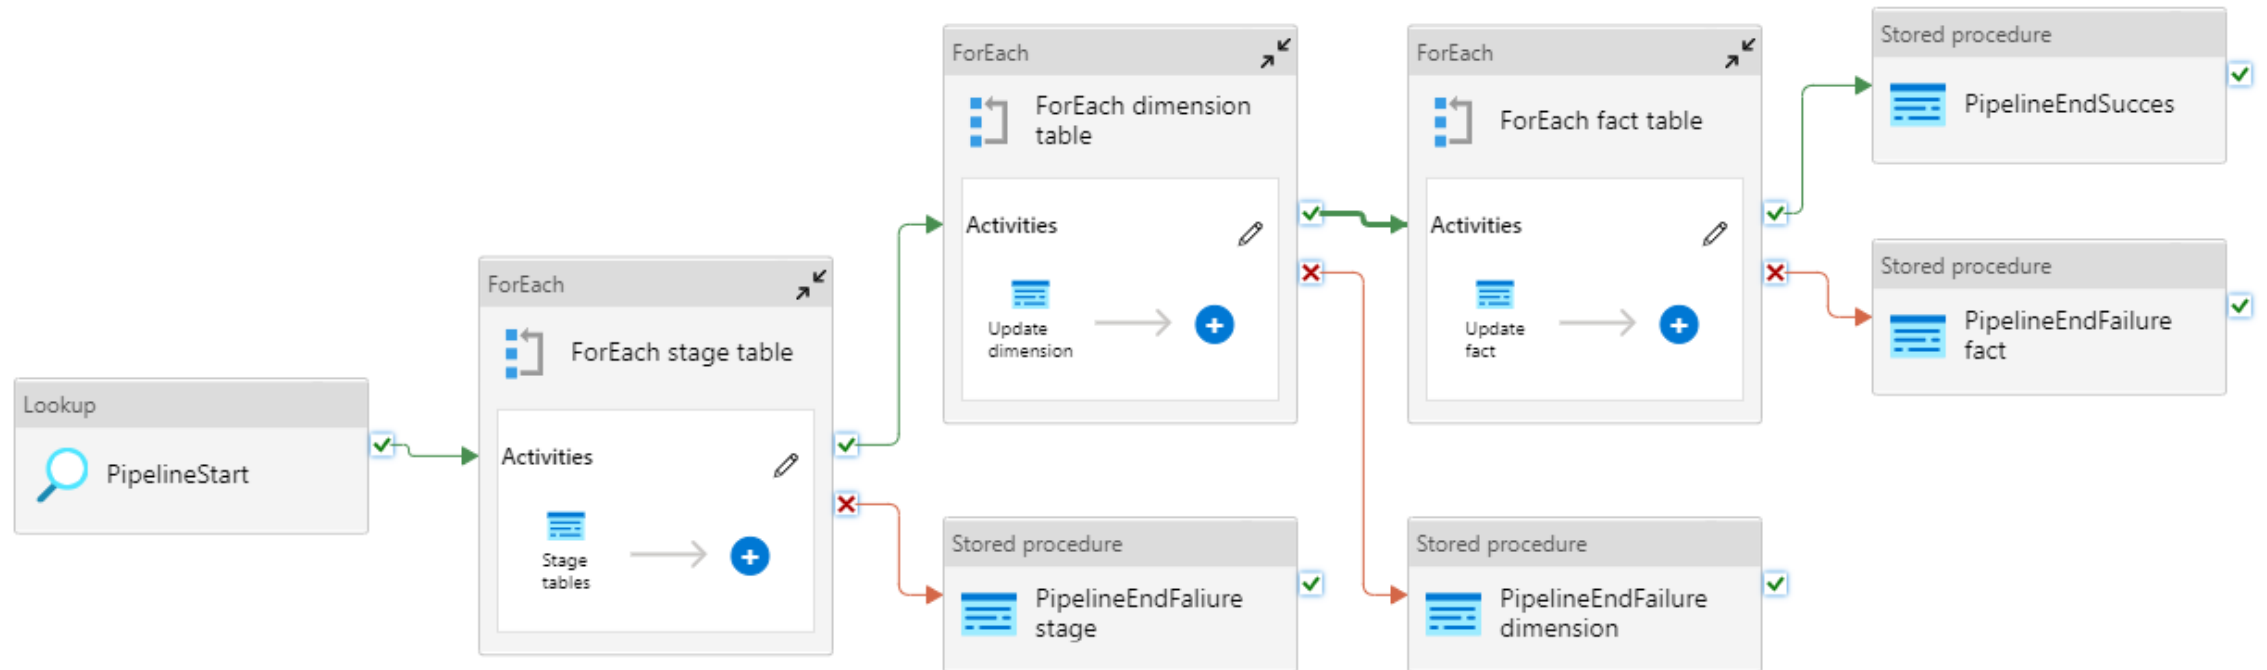 Lookup
PipelineStart
ForEach
ForEach stage table
Activities
Stage
tables
ForEach
ForEach dimension
table
Activities
Update
dimension
Stored procedure
PipelineEndFaliure
stage
ForEach
ForEach fact table
Activities
Update
fact
Stored procedure
PipelineEndFailure
dimension
Stored procedure
PipelineEndSucces
Stored procedure
PipelineEndFailure
fact